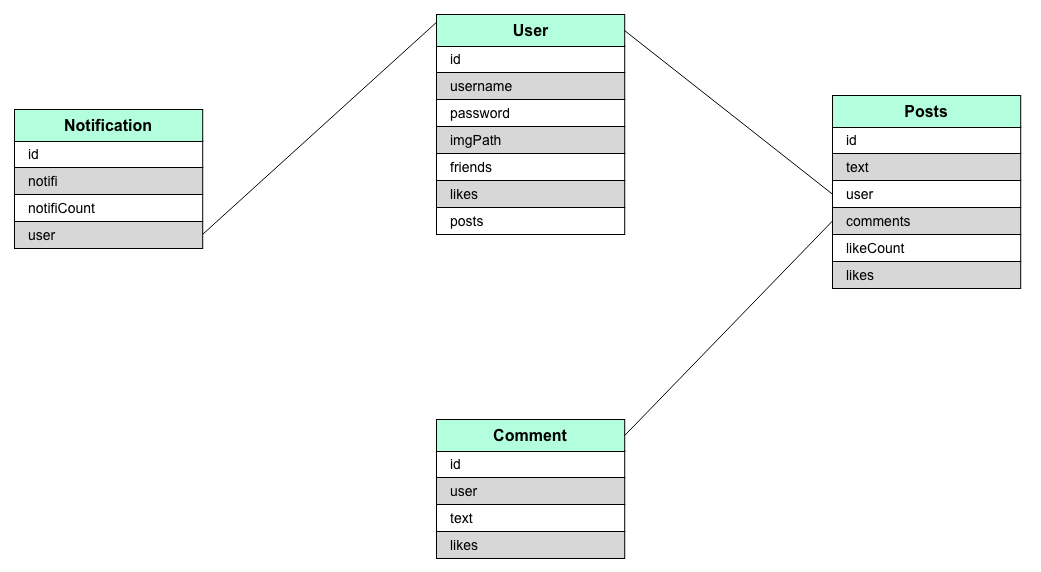 User
id
username
password
imgPath
friends
likes
posts
Notification
id
notifi
notifiCount
user
Posts
id
text
user
comments
likeCount
likes
Comment
id
user
text
likes